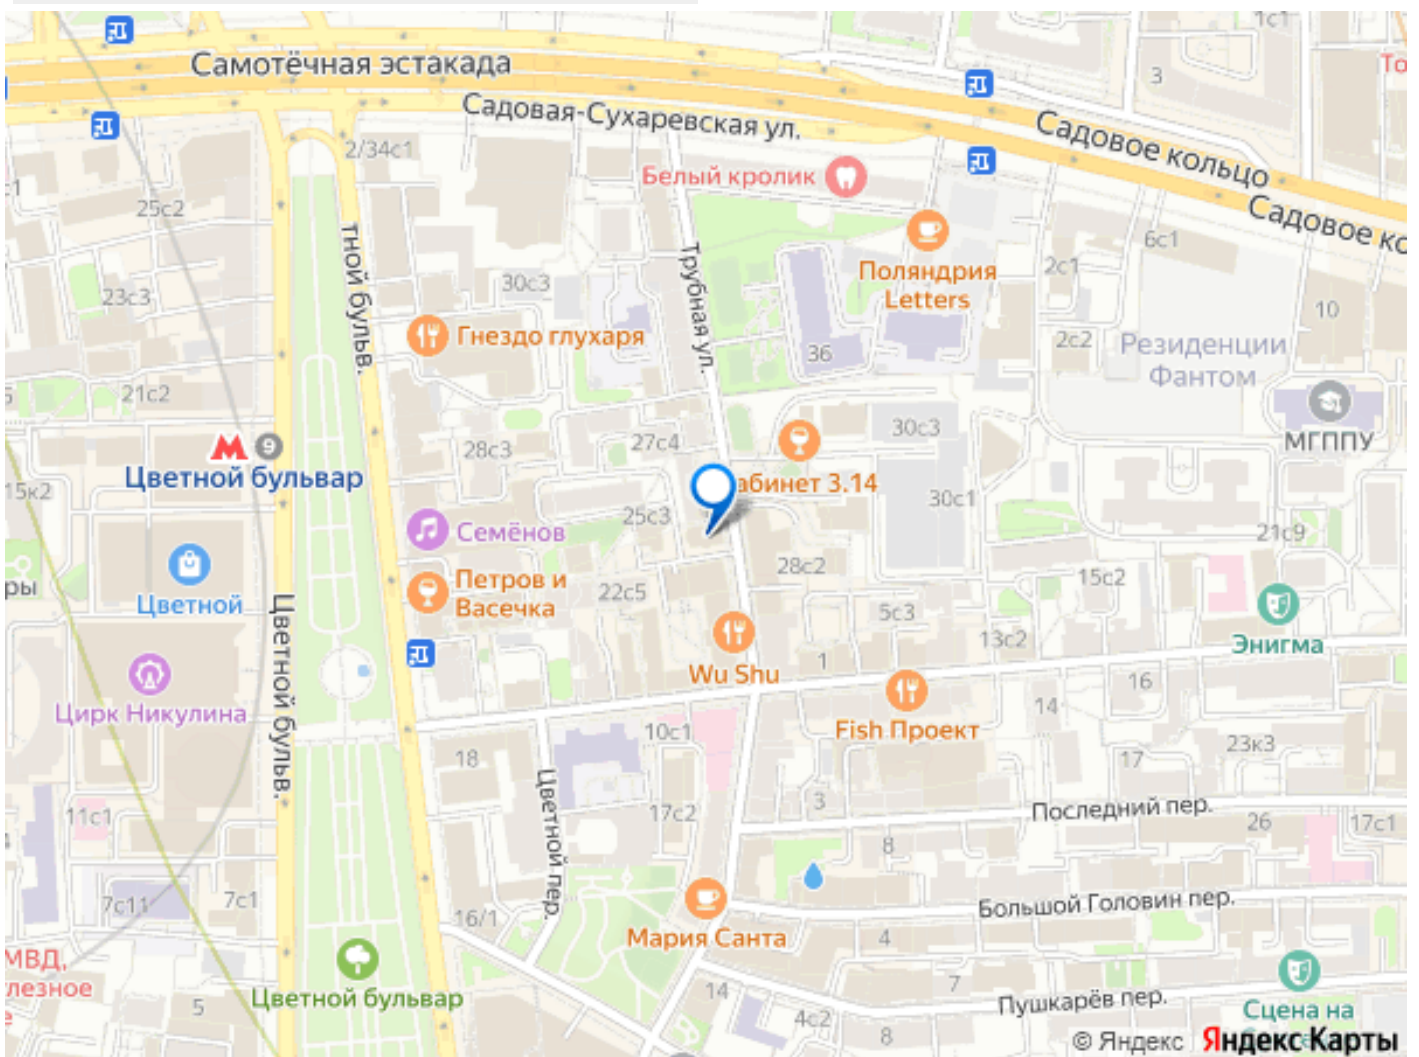 1с1
Самотёчная эстакада
3
То
Садовая-Сухаревская ул.
Садовое кольцо
2/34с1
Белый кролик
25с2
Садовое ко
6с1
тной бульв.
Трубная ул.
Поляндрия
Letters
2с1
30с3
23с3
10
Гнездо глухаря
36
2с2
Резиденции
Фантом
21с2
30с3
МГППУ
27с4
28с3
9
Цветной бульвар
абинет 3.14
15к2
30с1
25с3
Семёнов
21с9
28с2
15с2
Петров и
Васечка
22с5
ры
Цветной
5с3
13с2
Энигма
Цветной бульв.
1
Wu Shu
16
Цирк Никулина
14
10с1
Fish Проект
23к3
18
17
Цветной пер.
3
Последний пер.
11с1
17с2
26
17с1
8
7с11
7с1
16/1
Большой Головин пер.
Мария Санта
4
МВД,
лезное
е
7
Цветной бульвар
14
Пушкарёв пер.
5
4с2
Сцена на
8
© Яндекс Яндекс Карты